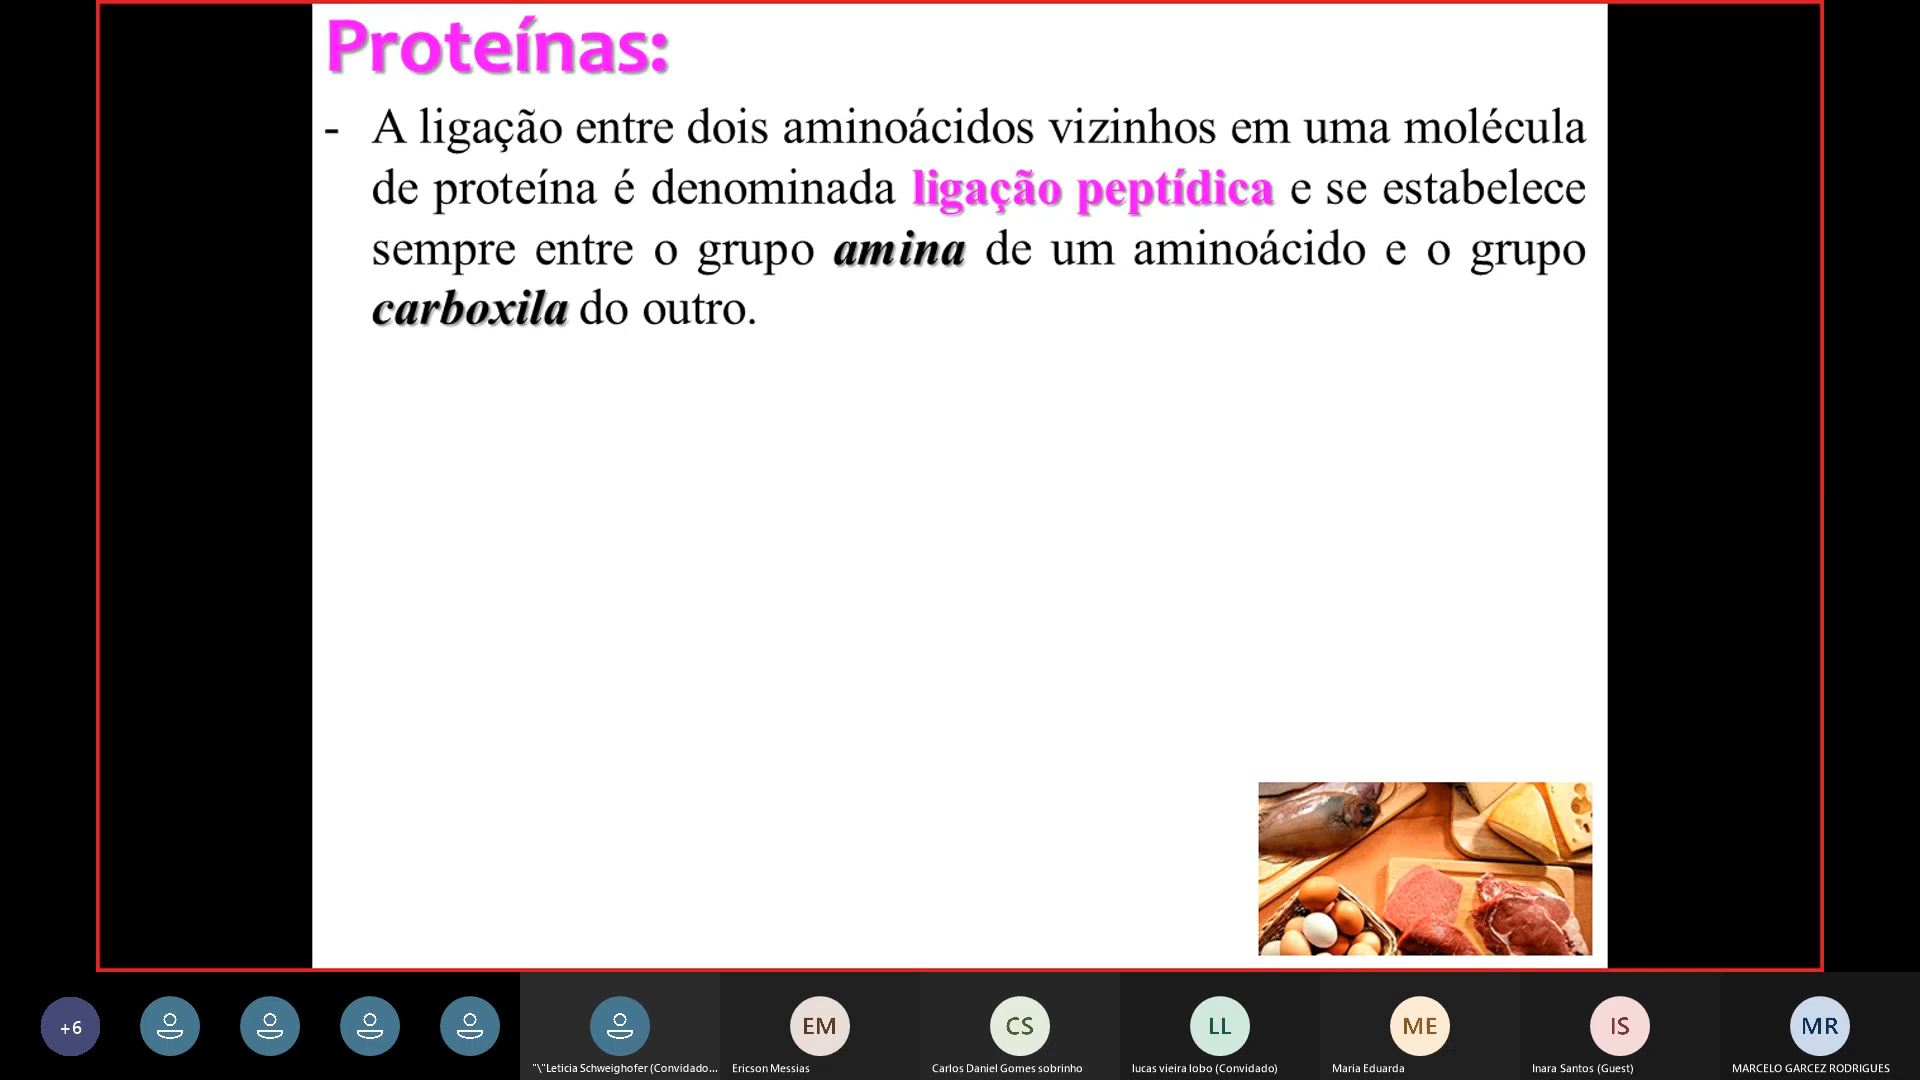 Proteínas:
- A ligação entre dois aminoácidos vizinhos em uma molécula
de proteína é denominada ligação peptídica e se estabelece
sempre entre o grupo amina de um aminoácido e o grupo
carboxila do outro.
+6
EM
CS
LL
ME
IS
MR
"\"Leticia Schweighofer (Convidado...
Ericson Messias
Carlos Daniel Gomes sobrinho
lucas vieira lobo (Convidado)
Maria Eduarda
Inara Santos (Guest)
MARCELO GARCEZ RODRIGUES